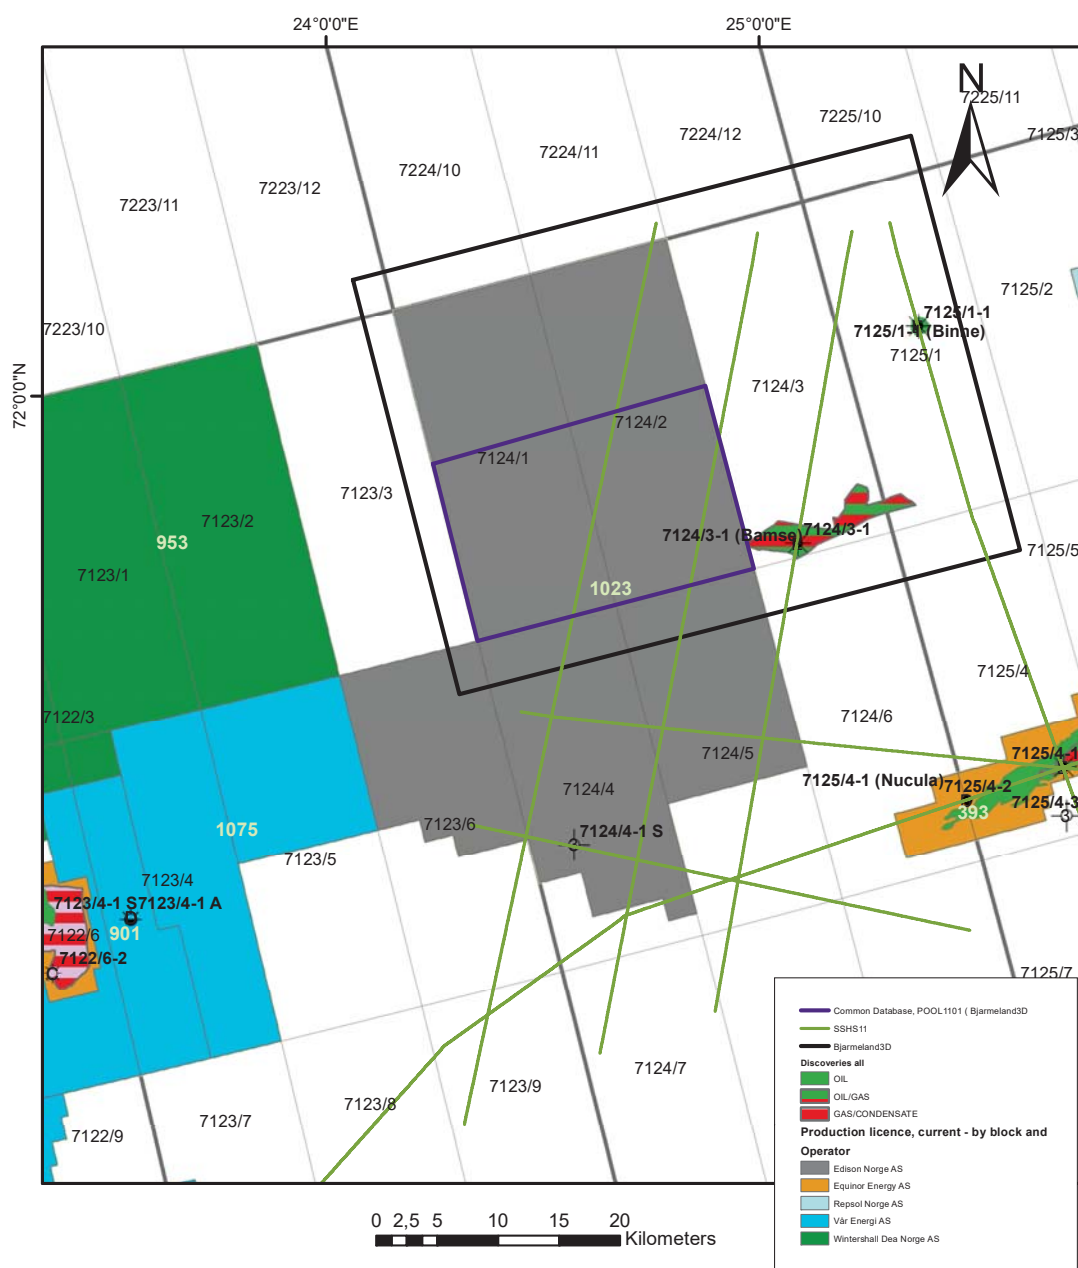 24°0'0"E
25°0'0"E
N
7225/11
7225/10
7125/3
7224/12
7224/11
7224/10
7223/12
7223/11
7125/2
7125/1-1
7125/1-1 (Binne)
7125/1
7223/10
72°0'0"N
7124/3
7124/2
7124/1
7123/3
7123/2
953
7124/3-1 (Bamse)
7124/3-1
7125/5
7123/1
1023
7125/4
7122/3
7124/6
7124/5
7125/4-1
7125/4-1 (Nucula)
7125/4-2
7124/4
7125/4-3
393
1075
7123/6
7124/4-1 S
7123/5
7123/4
7123/4-1 S
7123/4-1 A
7122/6
901
7122/6-2
7125/7
7124/7
7123/9
7123/8
7123/7
7122/9
Common Database, POOL1101 ( Bjarmeland3D
SSHS11
Bjarmeland3D
Discoveries all
OIL
OIL/GAS
GAS/CONDENSATE
Production licence, current - by block and
Operator
Edison Norge AS
Equinor Energy AS
Repsol Norge AS
Vår Energi AS
Wintershall Dea Norge AS
0 2,5 5 10 15 20
Kilometers